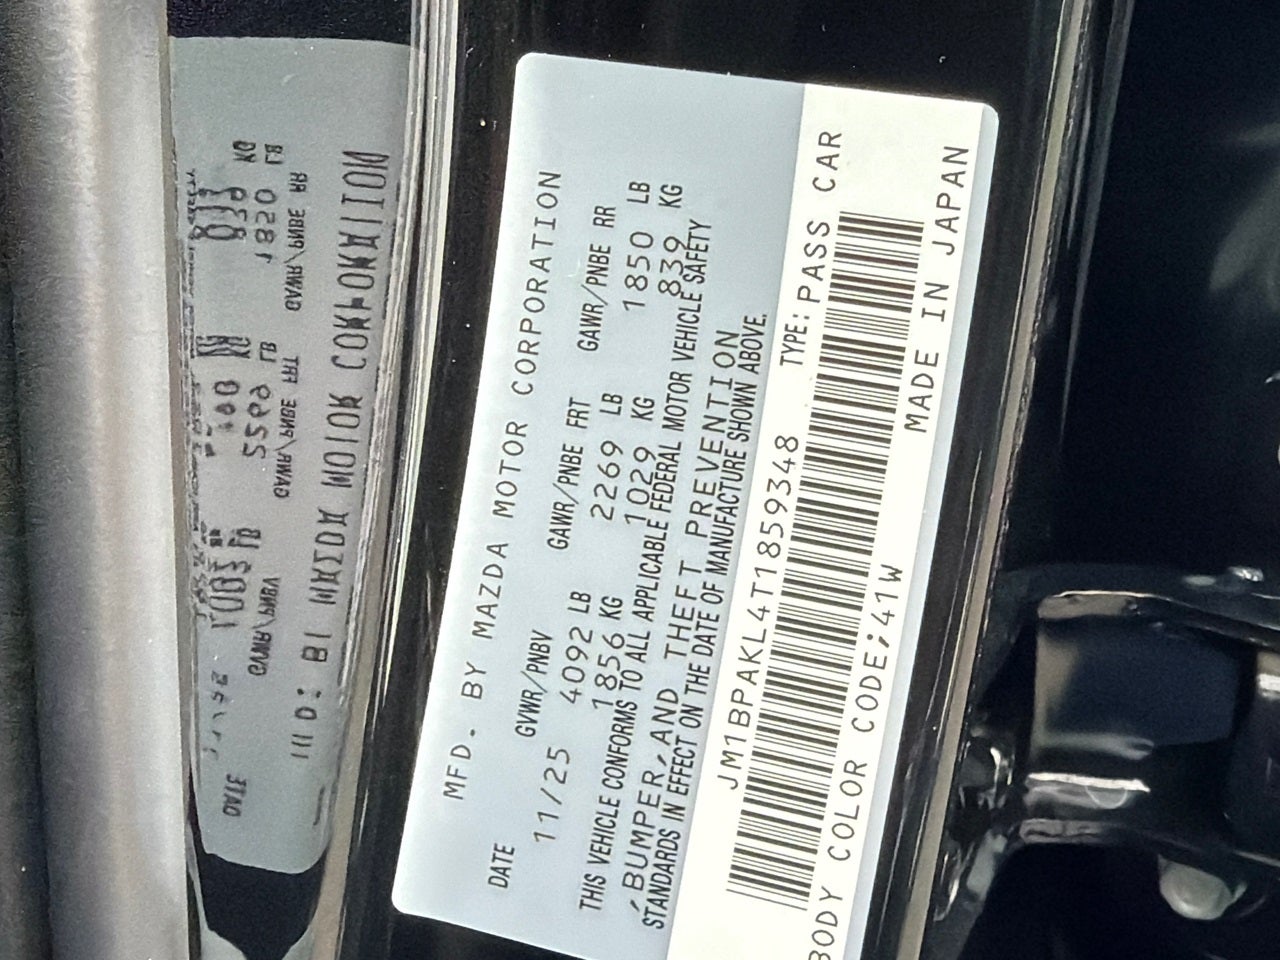 MFD. BY MAZDA MOTOR CORPORATION
DATE GVWR/PNBV GAWR/PNBE FRT GAWR/PNBE RR
11/25 4092 LB 2269 LB 1850 LB
1856 KG 1029 KG 839 KG
THIS VEHICLE CONFORMS TO ALL APPLICABLE FEDERAL MOTOR VEHICLE SAFETY
,BUMPER,AND THEFT PREVENTION
STANDARDS IN EFFECT ON THE DATE OF MANUFACTURE SHOWN ABOVE.
JM1BPAKL4T1859348 TYPE:PASS CAR
BODY COLOR CODE;41W MADE IN JAPAN